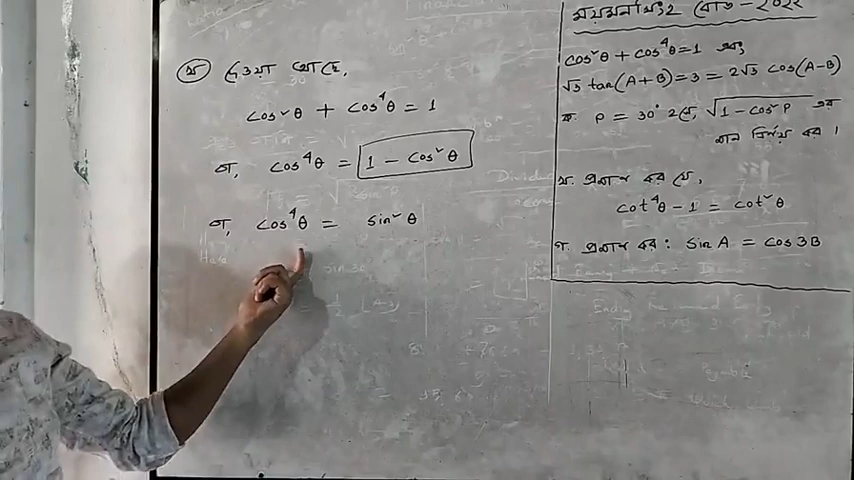 খ দেওয়া আছে,
cos²θ + cos⁴θ = 1
বা, cos⁴θ = 1 − cos²θ
বা, cos⁴θ = sin²θ
ময়মনসিংহ বোর্ড - ২০২২
cos²θ + cos⁴θ = 1 এবং
√3 tan(A+B) = 3 = 2√3 cos(A−B)
ক. P = 30° হলে, √1 − cos²P এর
মান নির্ণয় কর।
খ. প্রমাণ কর যে,
cot⁴θ − 1 = cot²θ
গ. প্রমাণ কর : sin A = cos 3B